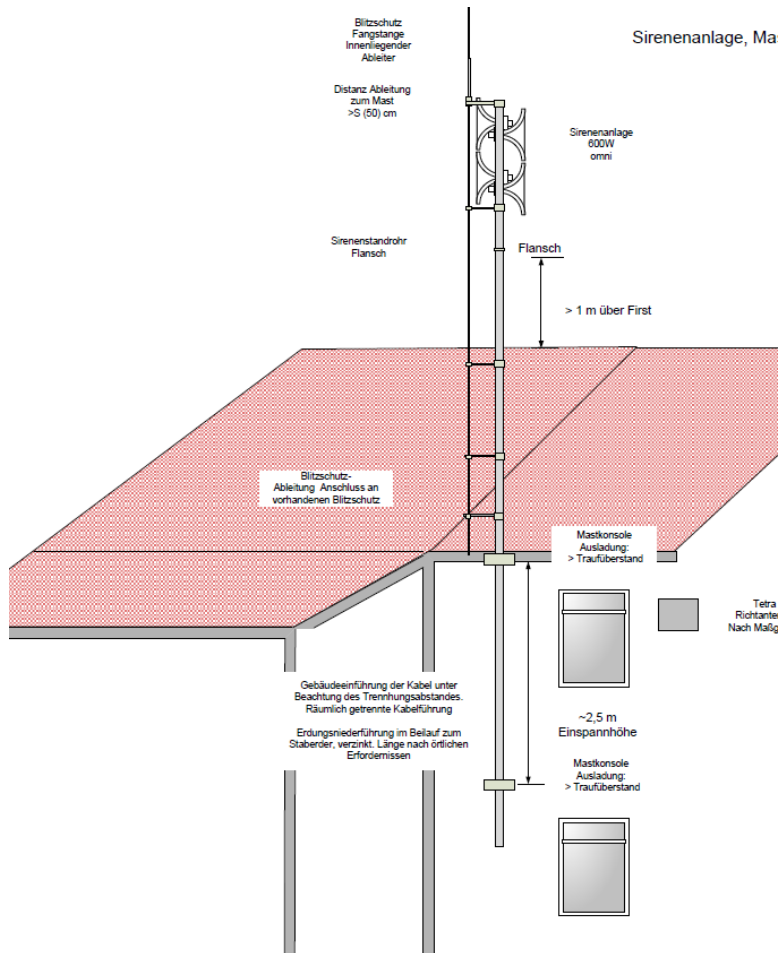 Blitzschutz
Fangstange
Innenliegender
Ableiter
Sirenenanlage, Mas
Distanz Ableitung
zum Mast
>S (50) cm
Sirenenanlage
600W
omni
Sirenenstandrohr
Flansch
Flansch
> 1 m über First
Blitzschutz-
Ableitung Anschluss an
vorhandenen Blitzschutz
Mastkonsole
Ausladung:
> Traufüberstand
Tetra
Richtanten
Nach Maßg
Gebäudeeinführung der Kabel unter
Beachtung des Trennhungsabstandes.
Räumlich getrennte Kabelführung
Erdungsniederführung im Beilauf zum
Staberder, verzinkt. Länge nach örtlichen
Erfordernissen
~2,5 m
Einspannhöhe
Mastkonsole
Ausladung:
> Traufüberstand